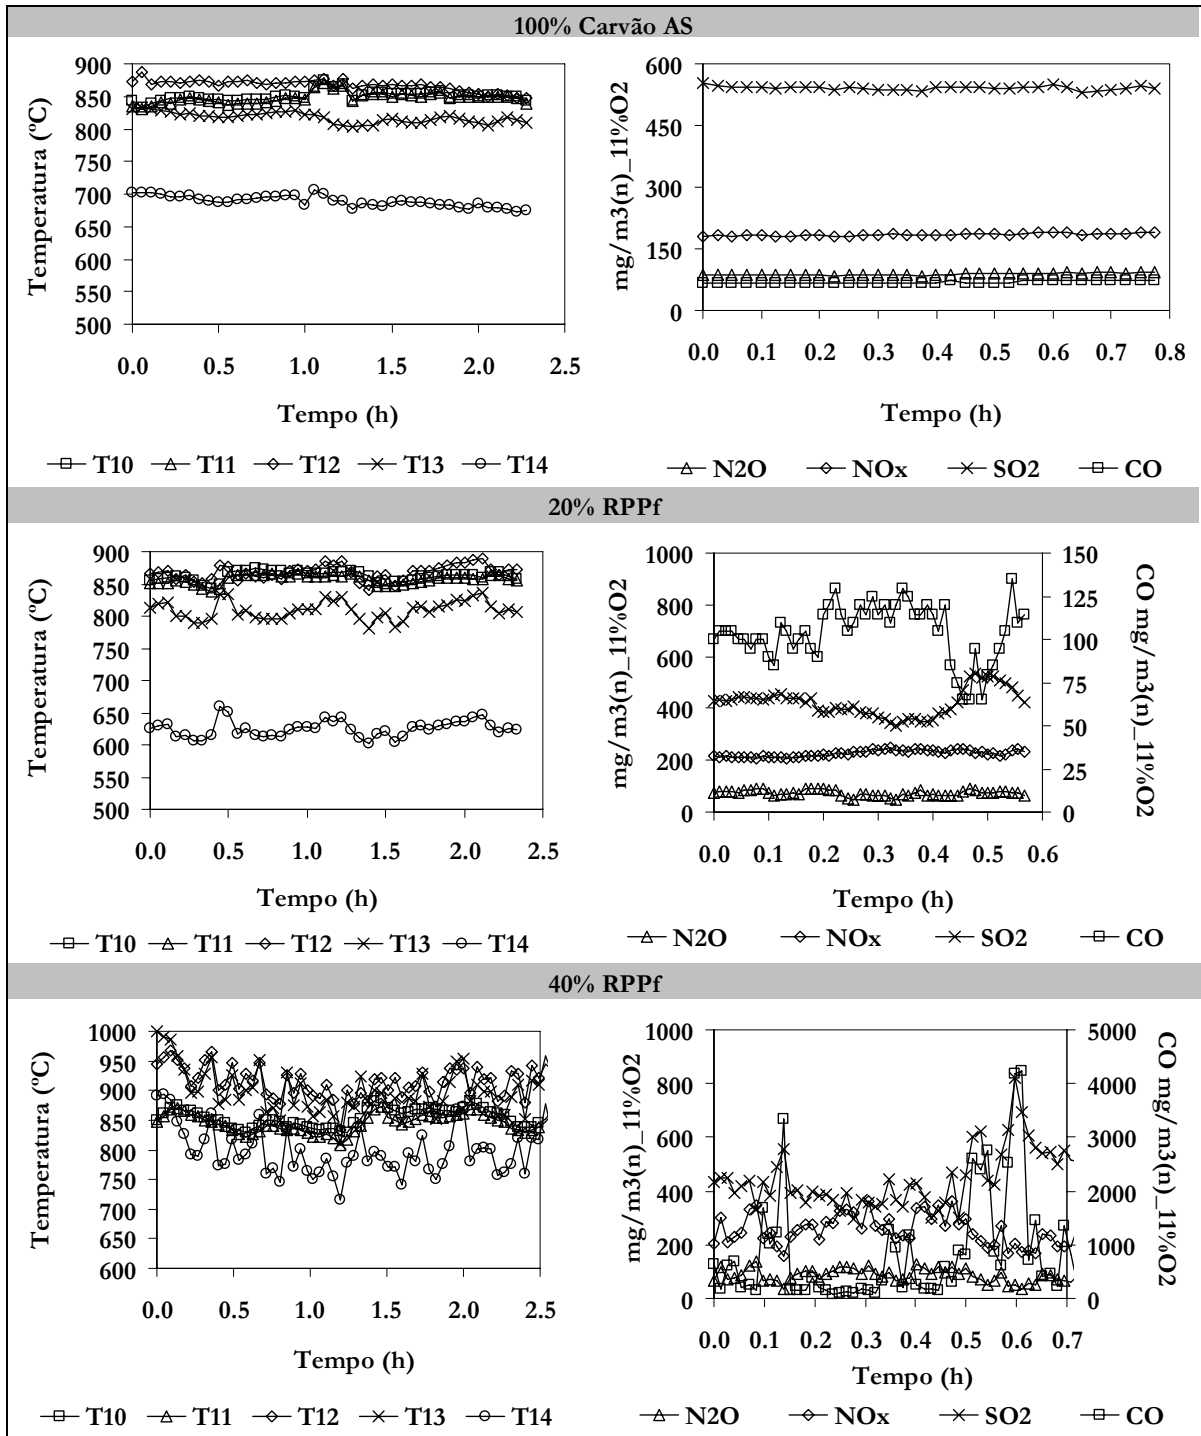 100% Carvão AS
Temperatura (ºC)
900
850
800
750
700
650
600
550
500
0.0 0.5 1.0 1.5 2.0 2.5
Tempo (h)
T10 T11 T12 T13 T14
mg/m3(n)_11%O2
600
450
300
150
0
0.0 0.1 0.2 0.3 0.4 0.5 0.6 0.7 0.8
Tempo (h)
N2O NOx SO2 CO
20% RPPf
Temperatura (ºC)
900
850
800
750
700
650
600
550
500
0.0 0.5 1.0 1.5 2.0 2.5
Tempo (h)
T10 T11 T12 T13 T14
mg/m3(n)_11%O2
1000
800
600
400
200
0
150
125
100
75
50
25
0
CO mg/m3(n)_11%O2
0.0 0.1 0.2 0.3 0.4 0.5 0.6
Tempo (h)
N2O NOx SO2 CO
40% RPPf
Temperatura (ºC)
1000
950
900
850
800
750
700
650
600
0.0 0.5 1.0 1.5 2.0 2.5
Tempo (h)
T10 T11 T12 T13 T14
mg/m3(n)_11%O2
1000
800
600
400
200
0
5000
4000
3000
2000
1000
0
CO mg/m3(n)_11%O2
0.0 0.1 0.2 0.3 0.4 0.5 0.6 0.7
Tempo (h)
N2O NOx SO2 CO